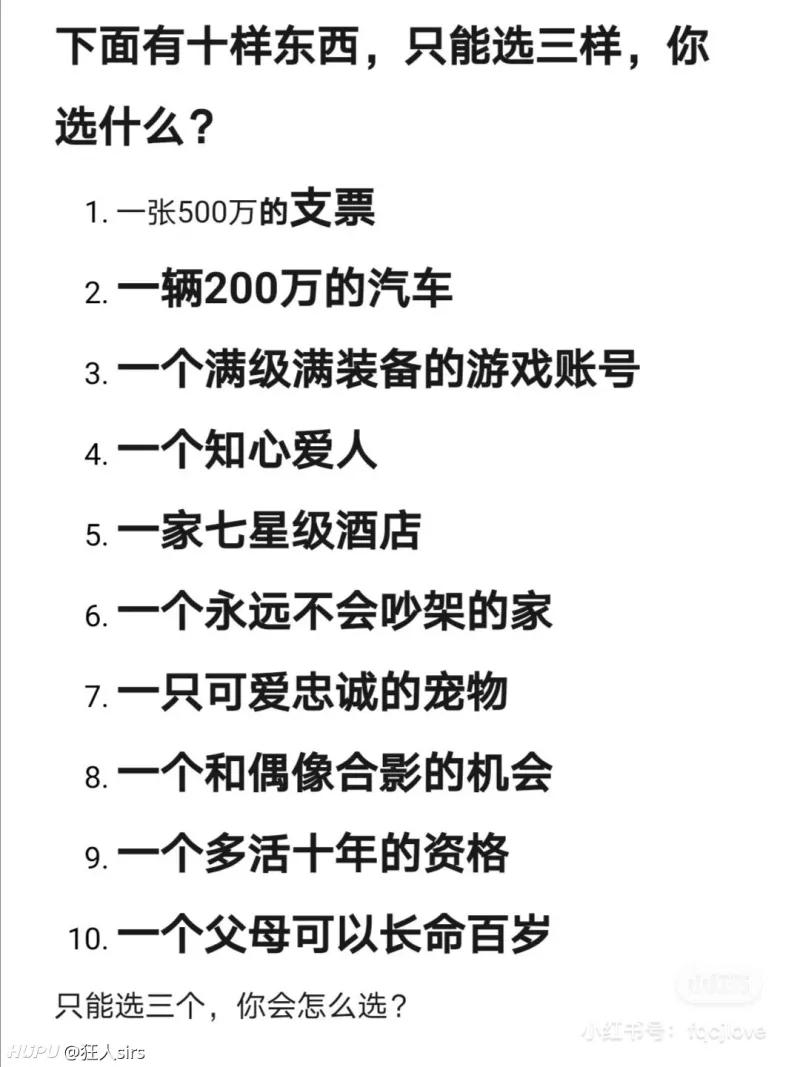 下面有十样东西，只能选三样，你
选什么？
1. 一张500万的支票
2. 一辆200万的汽车
3. 一个满级满装备的游戏账号
4. 一个知心爱人
5. 一家七星级酒店
6. 一个永远不会吵架的家
7. 一只可爱忠诚的宠物
8. 一个和偶像合影的机会
9. 一个多活十年的资格
10. 一个父母可以长命百岁
只能选三个，你会怎么选？
小红书
小红书号：fqcjlove
HUPU @狂人sirs